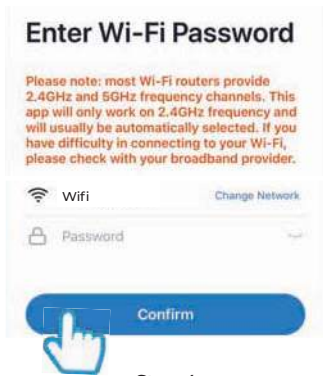 Enter Wi-Fi Password
Please note: most Wi-Fi routers provide
2.4GHz and 5GHz frequency channels. This
app will only work on 2.4GHz frequency and
will usually be automatically selected. If you
have difficulty in connecting to your Wi-Fi,
please check with your broadband provider.
Wifi Change Network
Password
Confirm